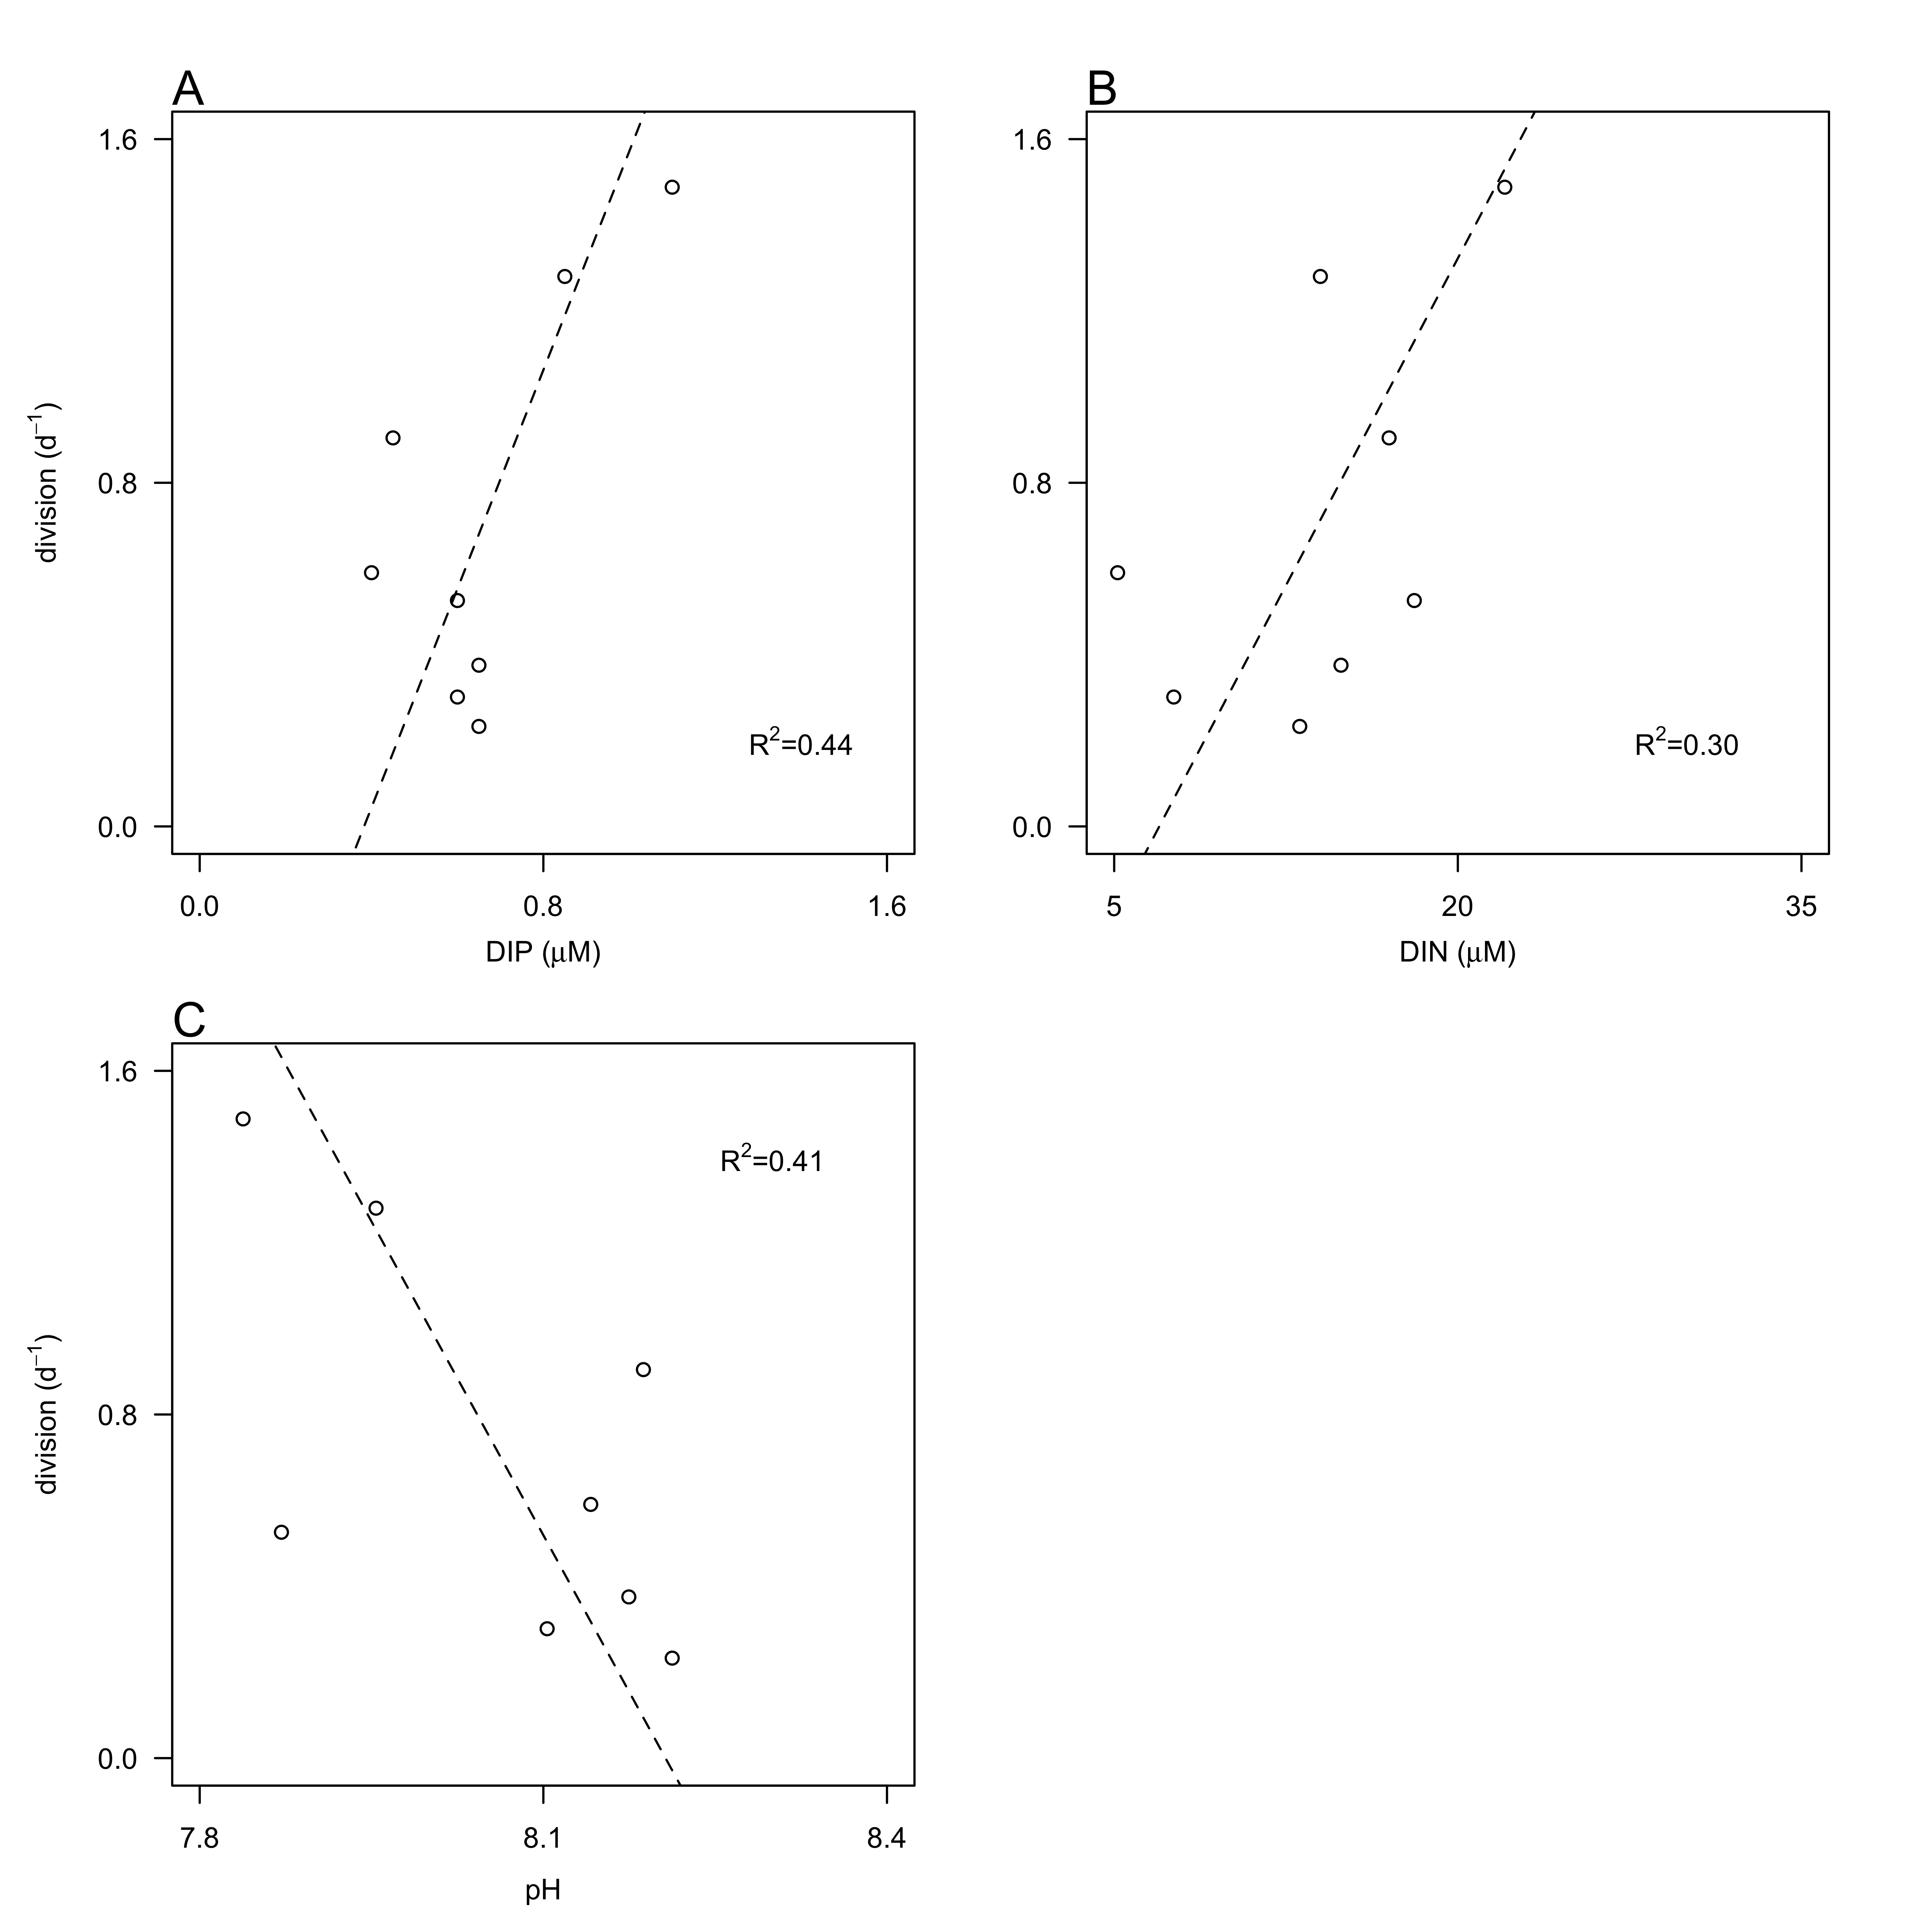 A
1.6
0.8
0.0
division (d⁻¹)
R²=0.44
0.0 0.8 1.6
DIP (μM)
B
1.6
0.8
0.0
R²=0.30
5 20 35
DIN (μM)
C
1.6
0.8
0.0
division (d⁻¹)
R²=0.41
7.8 8.1 8.4
pH